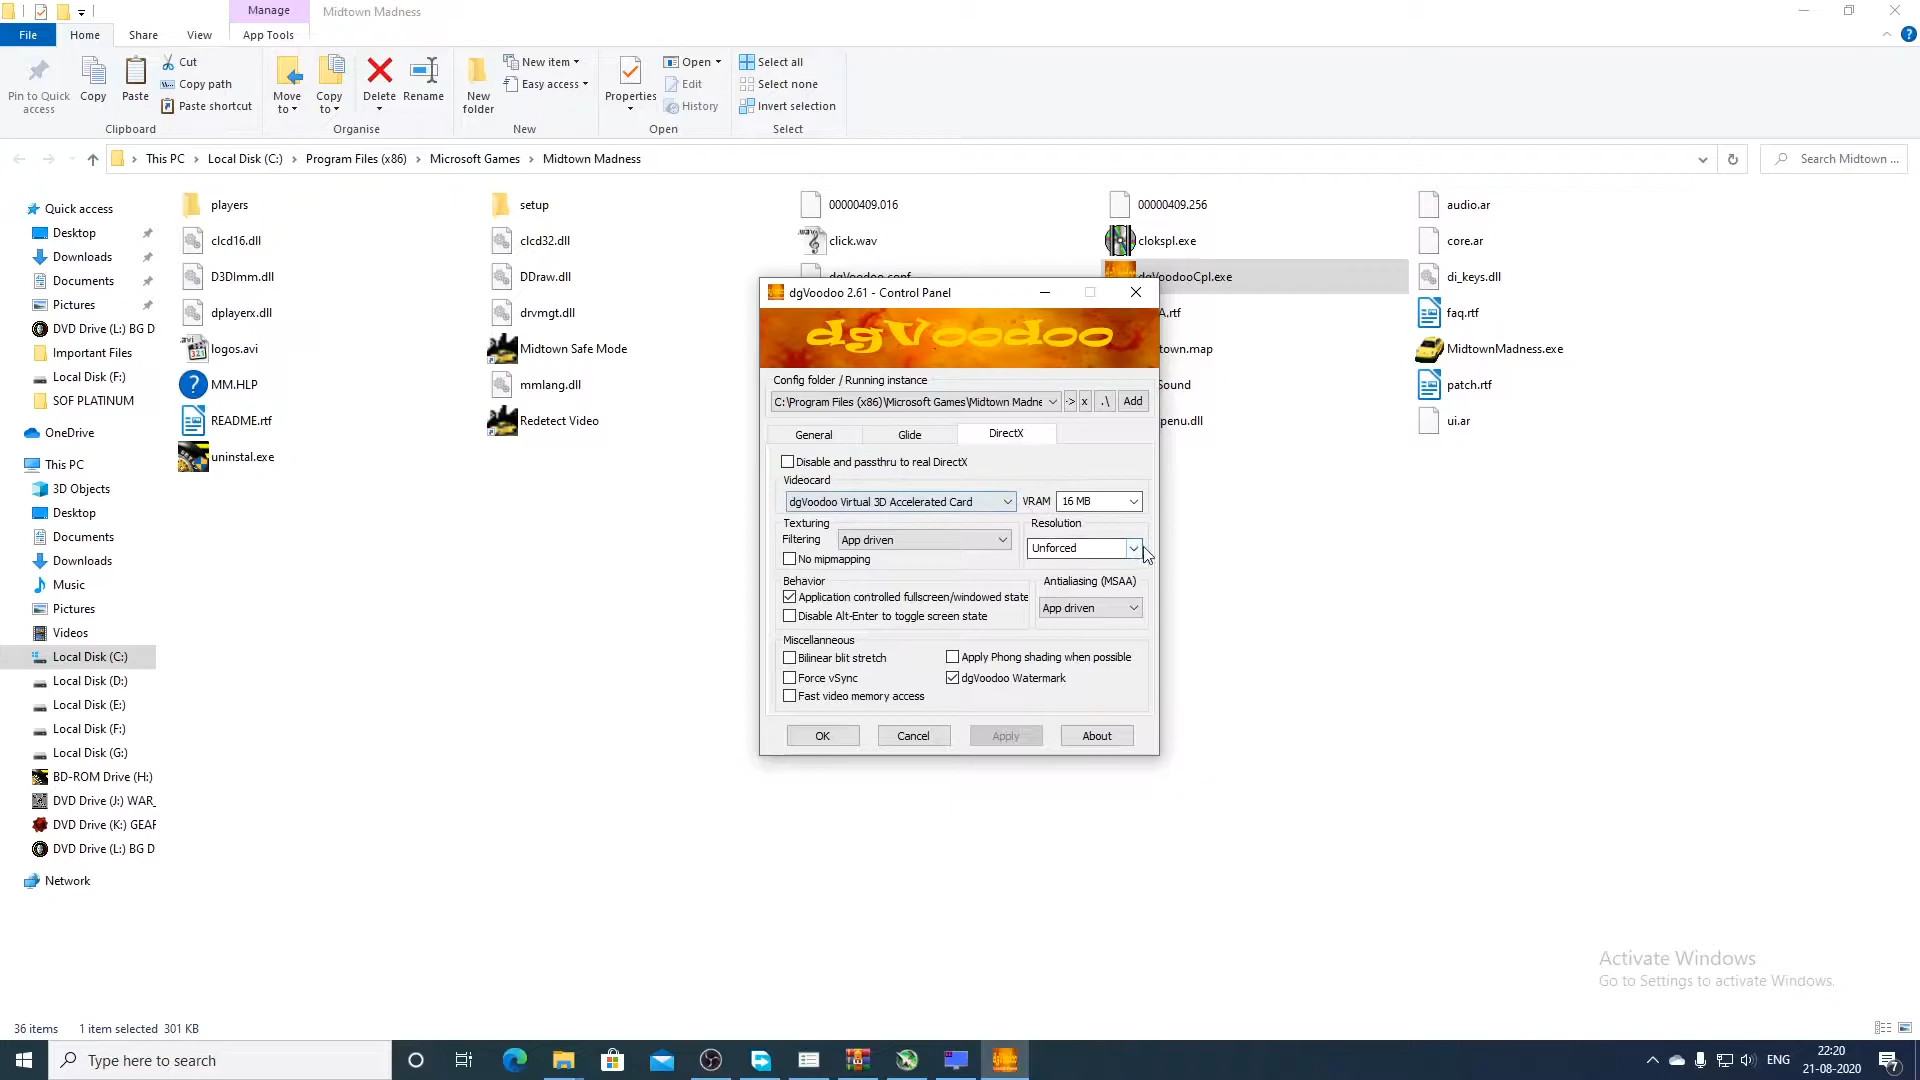 Manage
Midtown Madness
File
Home
Share
View
App Tools
Pin to Quick access
Copy
Paste
Cut
Copy path
Paste shortcut
Clipboard
Move to
Copy to
Delete
Rename
Organise
New folder
New item
Easy access
New
Properties
Open
Edit
History
Open
Select all
Select none
Invert selection
Select
This PC
Local Disk (C:)
Program Files (x86)
Microsoft Games
Midtown Madness
Search Midtown ...
Quick access
Desktop
Downloads
Documents
Pictures
DVD Drive (L:) BG D
Important Files
Local Disk (F:)
SOF PLATINUM
OneDrive
This PC
3D Objects
Desktop
Documents
Downloads
Music
Pictures
Videos
Local Disk (C:)
Local Disk (D:)
Local Disk (E:)
Local Disk (F:)
Local Disk (G:)
BD-ROM Drive (H:)
DVD Drive (J:) WAR_
DVD Drive (K:) GEAF
DVD Drive (L:) BG D
Network
players
setup
00000409.016
00000409.256
audio.ar
clcd16.dll
clcd32.dll
click.wav
clokspl.exe
core.ar
D3DImm.dll
DDraw.dll
dgVoodoo.conf
dgVoodooCpl.exe
di_keys.dll
dplayerx.dll
drvmgt.dll
A.rtf
faq.rtf
logos.avi
Midtown Safe Mode
town.map
MidtownMadness.exe
MM.HLP
mmlang.dll
Sound
patch.rtf
README.rtf
Redetect Video
penu.dll
ui.ar
uninstal.exe
dgVoodoo 2.61 - Control Panel
dgVoodoo
Config folder / Running instance
C:\Program Files (x86)\Microsoft Games\Midtown Madne
->
x
.\
Add
General
Glide
DirectX
Disable and passthru to real DirectX
Videocard
dgVoodoo Virtual 3D Accelerated Card
VRAM
16 MB
Texturing
Filtering
App driven
No mipmapping
Resolution
Unforced
Behavior
Application controlled fullscreen/windowed state
Disable Alt-Enter to toggle screen state
Antialiasing (MSAA)
App driven
Miscellaneous
Bilinear blit stretch
Apply Phong shading when possible
Force vSync
dgVoodoo Watermark
Fast video memory access
OK
Cancel
Apply
About
Activate Windows
Go to Settings to activate Windows.
36 items
1 item selected 301 KB
Type here to search
ENG
22:20
21-08-2020
7